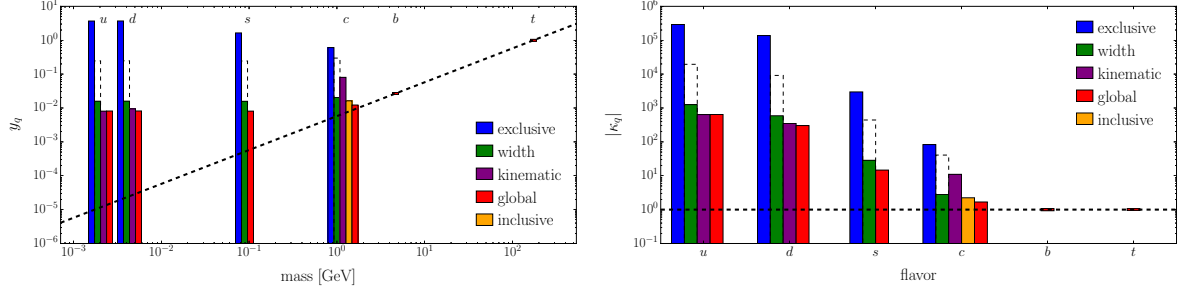 u d s c b t
10^1
10^0
10^-1
10^-2
10^-3
10^-4
10^-5
10^-6
y_q
10^-3 10^-2 10^-1 10^0 10^1 10^2
mass [GeV]
exclusive
width
kinematic
global
inclusive
10^6
10^5
10^4
10^3
10^2
10^1
10^0
10^-1
|κ_q|
u d s c b t
flavor
exclusive
width
kinematic
global
inclusive